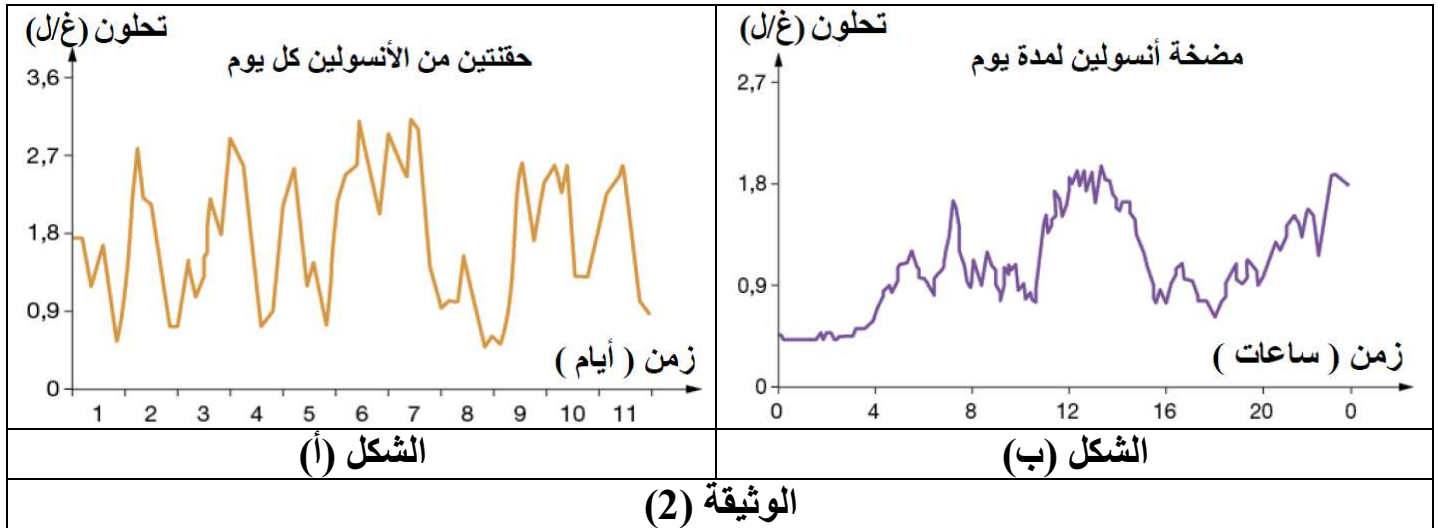 تحلون (غ/ل)
حقنتين من الأنسولين كل يوم
3,6
2,7
1,8
0,9
0
زمن ( أيام )
1 2 3 4 5 6 7 8 9 10 11
الشكل (أ)
تحلون (غ/ل)
مضخة أنسولين لمدة يوم
2,7
1,8
0,9
0
زمن ( ساعات )
0 4 8 12 16 20 0
الشكل (ب)
الوثيقة (2)